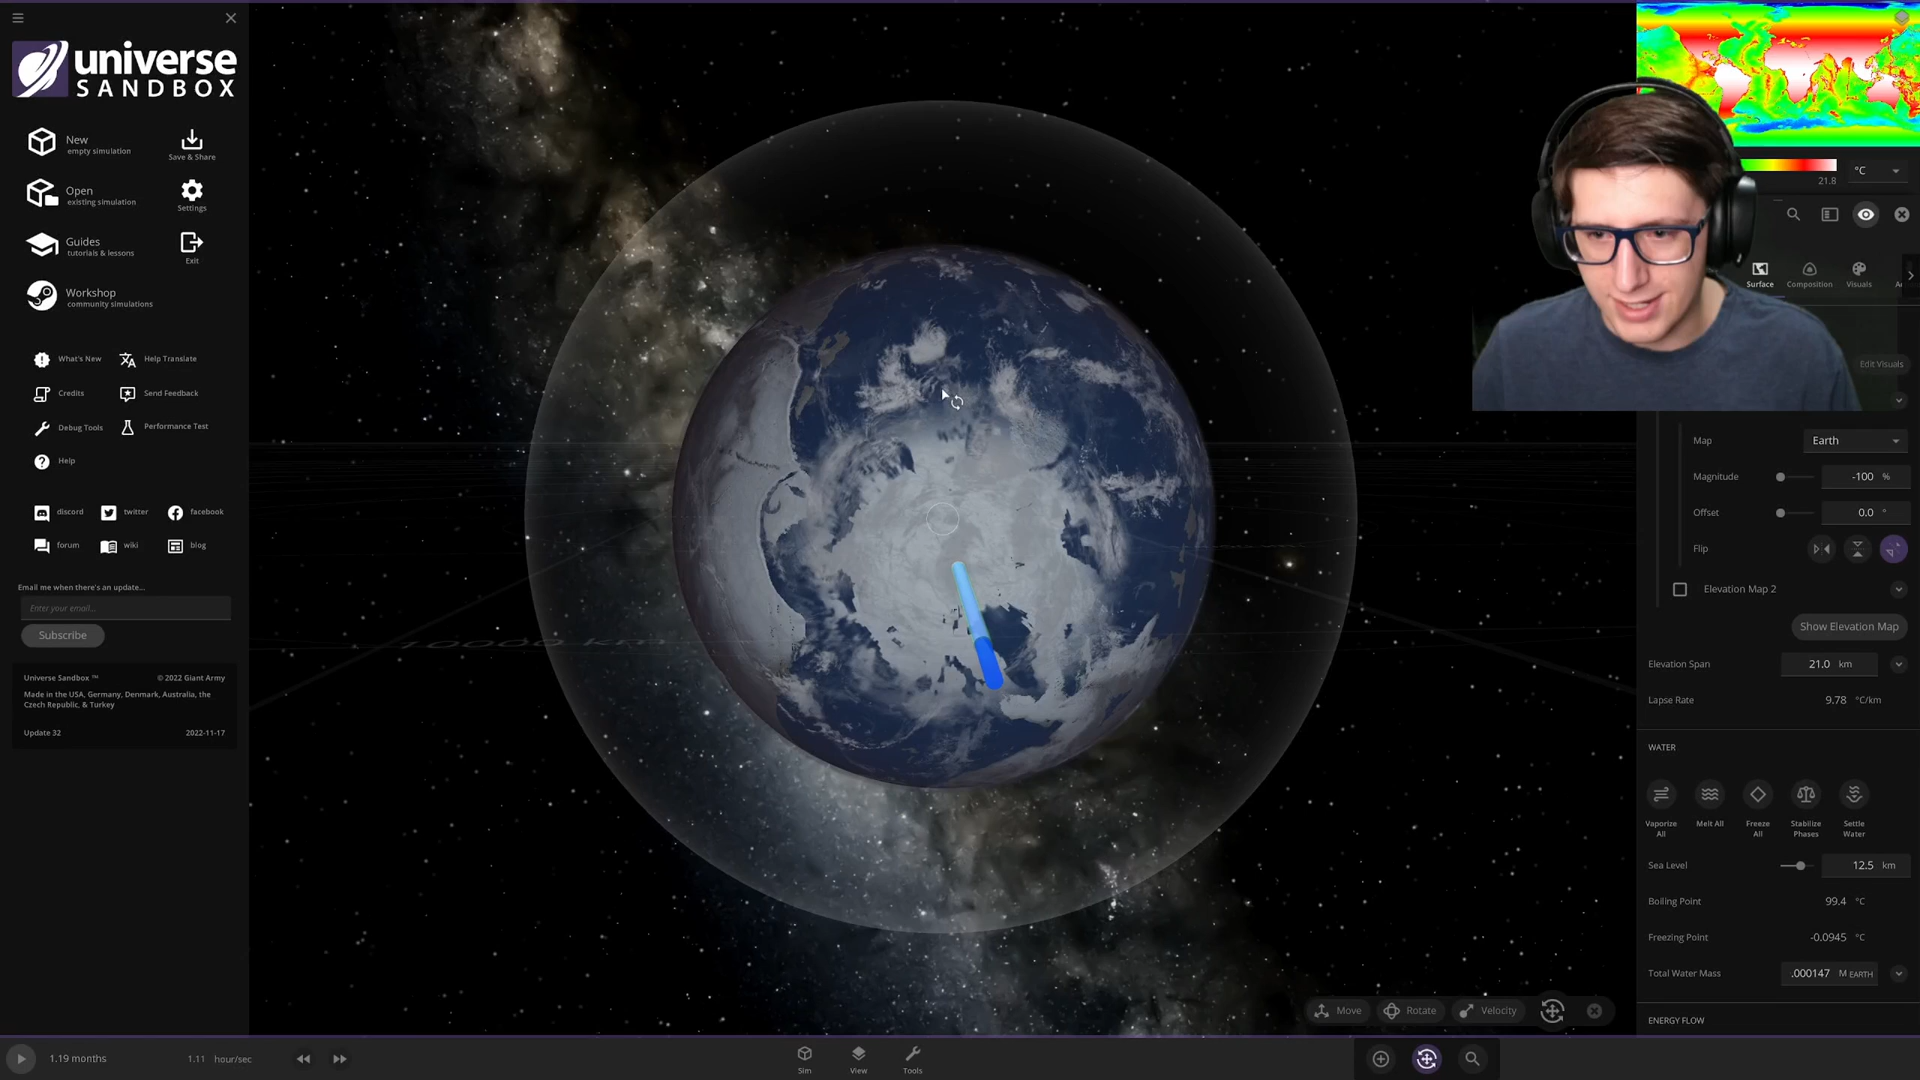 universe
SANDBOX
New
empty simulation
Save & Share
Open
existing simulation
Settings
Guides
tutorials & lessons
Exit
Workshop
community simulations
What's New
Help Translate
Credits
Send Feedback
Debug Tools
Performance Test
Help
discord
twitter
facebook
forum
wiki
blog
Email me when there's an update...
Enter your email...
Subscribe
Universe Sandbox ™
© 2022 Giant Army
Made in the USA, Germany, Denmark, Australia, the
Czech Republic, & Turkey
Update 32
2022-11-17
10000 km
°C
21.8
Surface
Composition
Visuals
Edit Visuals
Map
Earth
Magnitude
-100 %
Offset
0.0 °
Flip
Elevation Map 2
Show Elevation Map
Elevation Span
21.0 km
Lapse Rate
9.78 °C/km
WATER
Vaporize
All
Melt All
Freeze
All
Stabilize
Phases
Settle
Water
Sea Level
12.5 km
Boiling Point
99.4 °C
Freezing Point
-0.0945 °C
Total Water Mass
.000147 M EARTH
ENERGY FLOW
Move
Rotate
Velocity
1.19 months
1.11 hour/sec
Sim
View
Tools